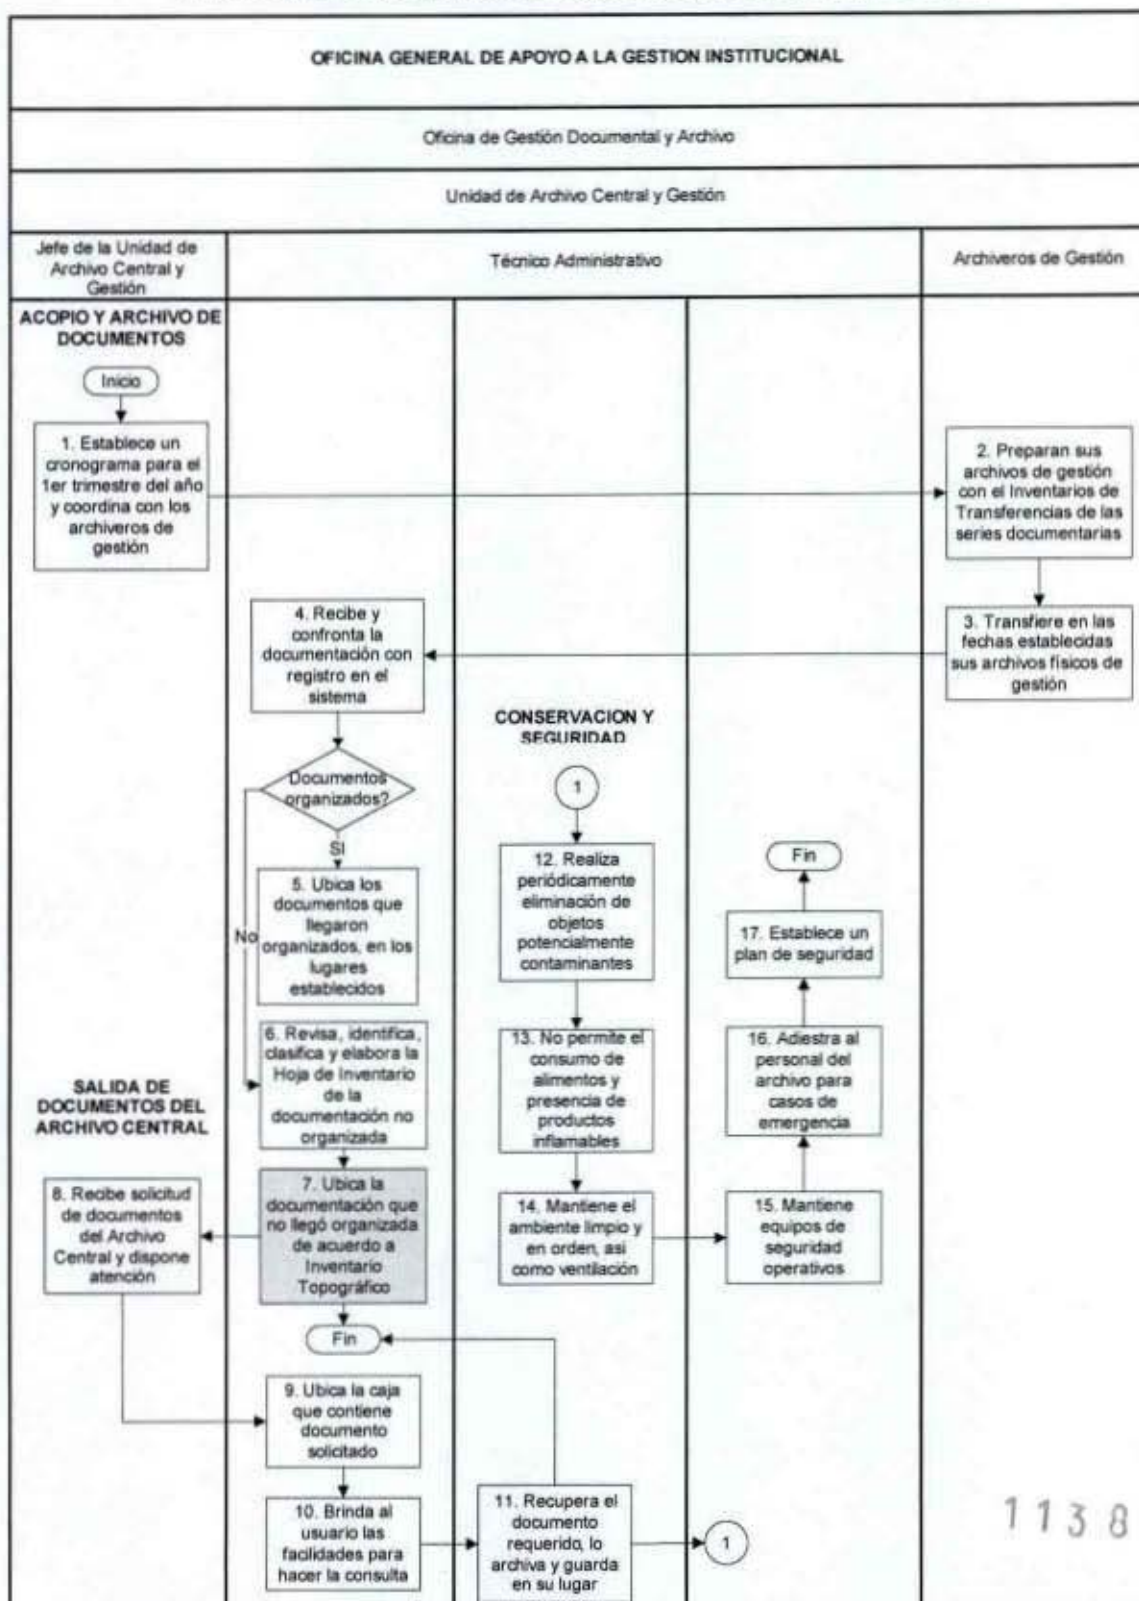 OFICINA GENERAL DE APOYO A LA GESTION INSTITUCIONAL
Oficina de Gestión Documental y Archivo
Unidad de Archivo Central y Gestión
Jefe de la Unidad de
Archivo Central y
Gestión
Técnico Administrativo
Archiveros de Gestión
ACOPIO Y ARCHIVO DE
DOCUMENTOS
Inicio
1. Establece un
cronograma para el
1er trimestre del año
y coordina con los
archiveros de
gestión
2. Preparan sus
archivos de gestión
con el Inventarios de
Transferencias de las
series documentarias
3. Transfiere en las
fechas establecidas
sus archivos físicos de
gestión
4. Recibe y
confronta la
documentación con
registro en el
sistema
Documentos
organizados?
SI
No
5. Ubica los
documentos que
llegaron
organizados, en los
lugares
establecidos
6. Revisa, identifica,
clasifica y elabora la
Hoja de Inventario
de la
documentación no
organizada
7. Ubica la
documentación que
no llegó organizada
de acuerdo a
Inventario
Topográfico
Fin
SALIDA DE
DOCUMENTOS DEL
ARCHIVO CENTRAL
8. Recibe solicitud
de documentos
del Archivo
Central y dispone
atención
9. Ubica la caja
que contiene
documento
solicitado
10. Brinda al
usuario las
facilidades para
hacer la consulta
11. Recupera el
documento
requerido, lo
archiva y guarda
en su lugar
1
CONSERVACION Y
SEGURIDAD
1
12. Realiza
periódicamente
eliminación de
objetos
potencialmente
contaminantes
13. No permite el
consumo de
alimentos y
presencia de
productos
inflamables
14. Mantiene el
ambiente limpio y
en orden, asi
como ventilación
15. Mantiene
equipos de
seguridad
operativos
16. Adiestra al
personal del
archivo para
casos de
emergencia
17. Establece un
plan de seguridad
Fin
1138